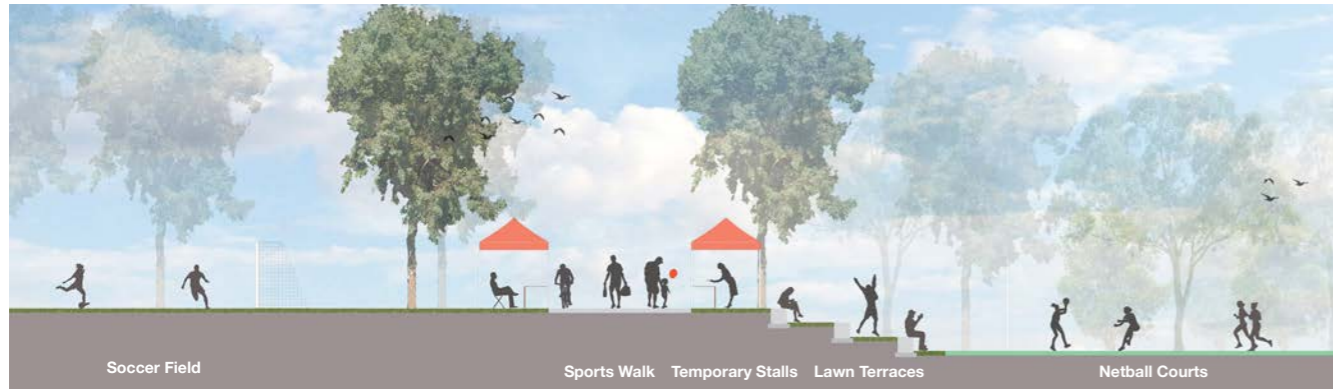 Soccer Field
Sports Walk
Temporary Stalls
Lawn Terraces
Netball Courts